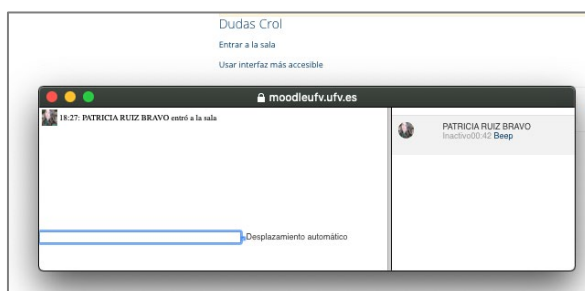 Dudas Crol
Entrar a la sala
Usar interfaz más accesible
moodleufv.ufv.es
18:27: PATRICIA RUIZ BRAVO entró a la sala
PATRICIA RUIZ BRAVO
Inactivo00:42 Beep
Desplazamiento automático